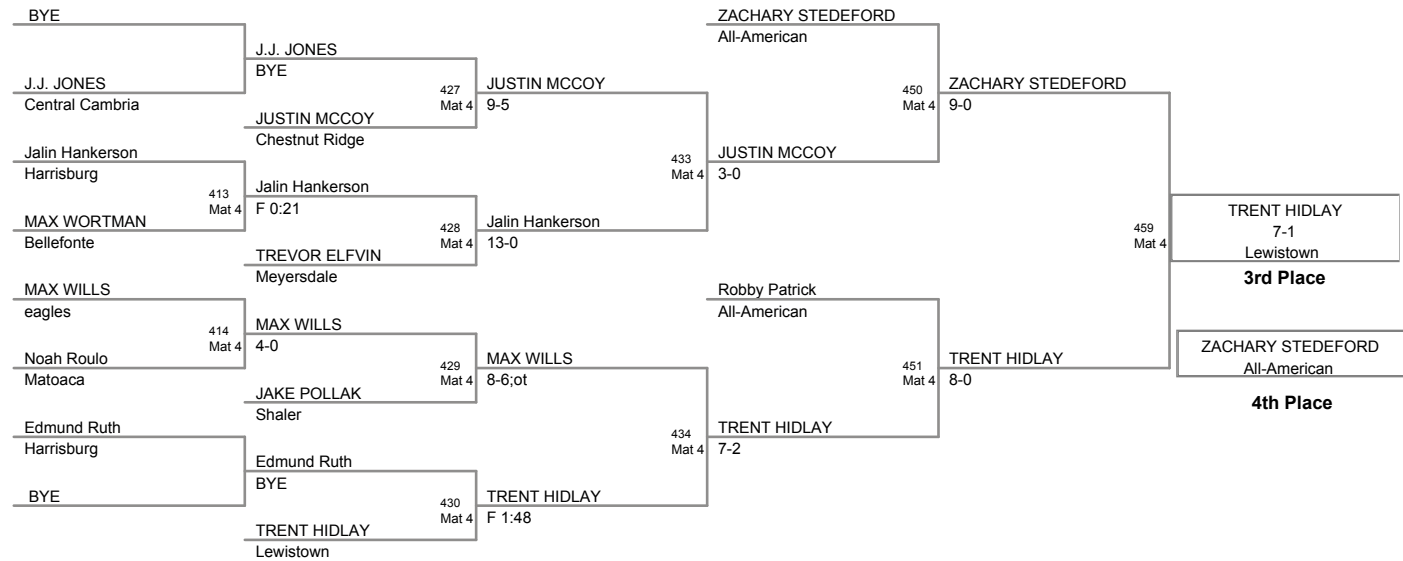 BYE
J.J. JONES
Central Cambria
Jalin Hankerson
Harrisburg
413
Mat 4
MAX WORTMAN
Bellefonte
MAX WILLS
eagles
414
Mat 4
Noah Roulo
Matoaca
Edmund Ruth
Harrisburg
BYE
J.J. JONES
BYE
427
Mat 4
JUSTIN MCCOY
Chestnut Ridge
Jalin Hankerson
F 0:21
428
Mat 4
TREVOR ELFVIN
Meyersdale
MAX WILLS
4-0
429
Mat 4
JAKE POLLAK
Shaler
Edmund Ruth
BYE
430
Mat 4
TRENT HIDLAY
Lewistown
JUSTIN MCCOY
9-5
433
Mat 4
Jalin Hankerson
13-0
MAX WILLS
8-6;ot
434
Mat 4
TRENT HIDLAY
F 1:48
ZACHARY STEDEFORD
All-American
450
Mat 4
JUSTIN MCCOY
3-0
Robby Patrick
All-American
451
Mat 4
TRENT HIDLAY
7-2
ZACHARY STEDEFORD
9-0
459
Mat 4
TRENT HIDLAY
8-0
TRENT HIDLAY
7-1
Lewistown
3rd Place
ZACHARY STEDEFORD
All-American
4th Place